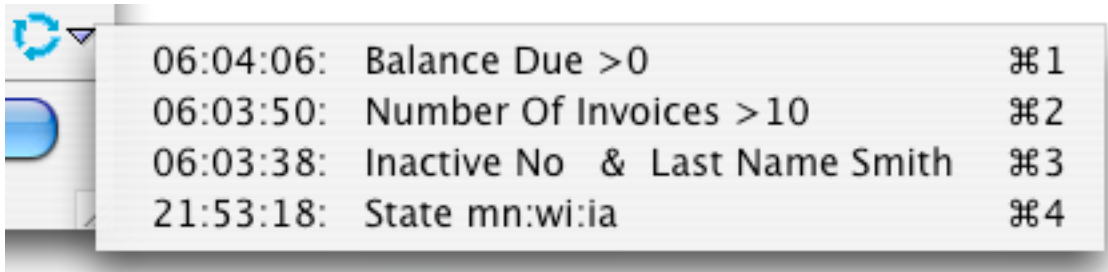 06:04:06: Balance Due >0 ⌘1
06:03:50: Number Of Invoices >10 ⌘2
06:03:38: Inactive No & Last Name Smith ⌘3
21:53:18: State mn:wi:ia ⌘4